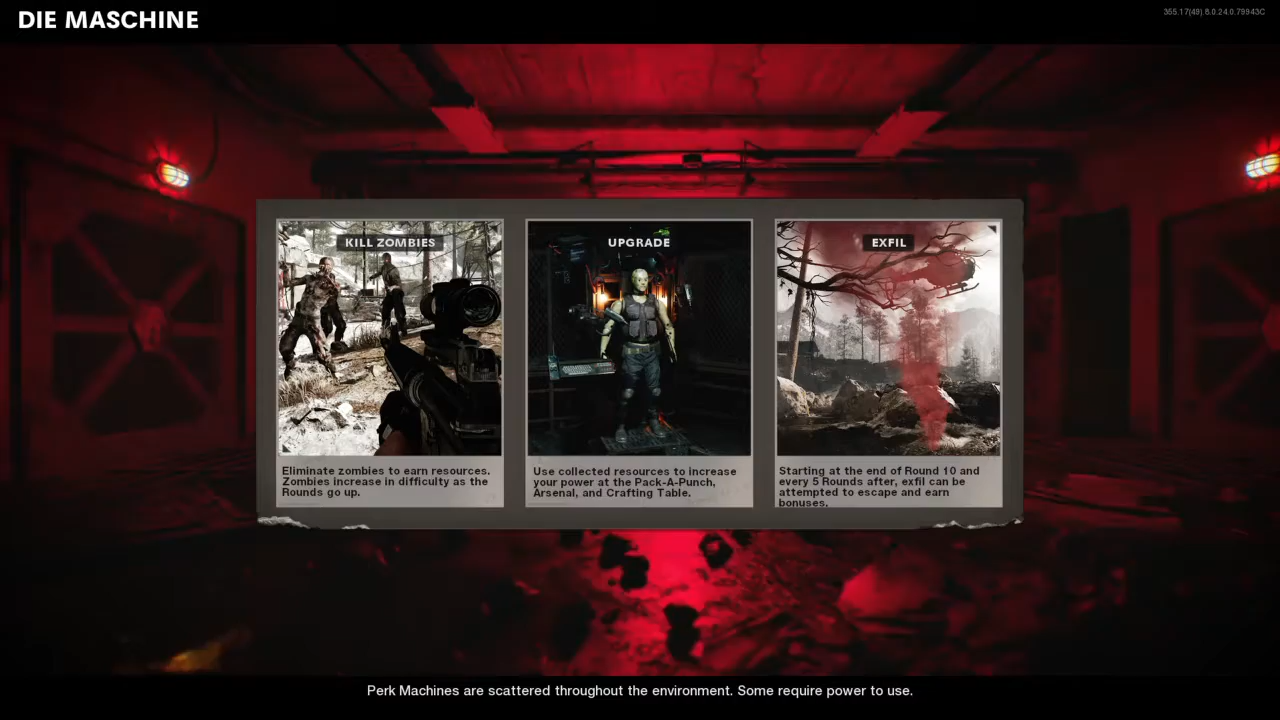 DIE MASCHINE
355.17(49).8.0.24.0.79943C
KILL ZOMBIES
Eliminate zombies to earn resources.
Zombies increase in difficulty as the
Rounds go up.
UPGRADE
Use collected resources to increase
your power at the Pack-A-Punch,
Arsenal, and Crafting Table.
EXFIL
Starting at the end of Round 10 and
every 5 Rounds after, exfil can be
attempted to escape and earn
bonuses.
Perk Machines are scattered throughout the environment. Some require power to use.